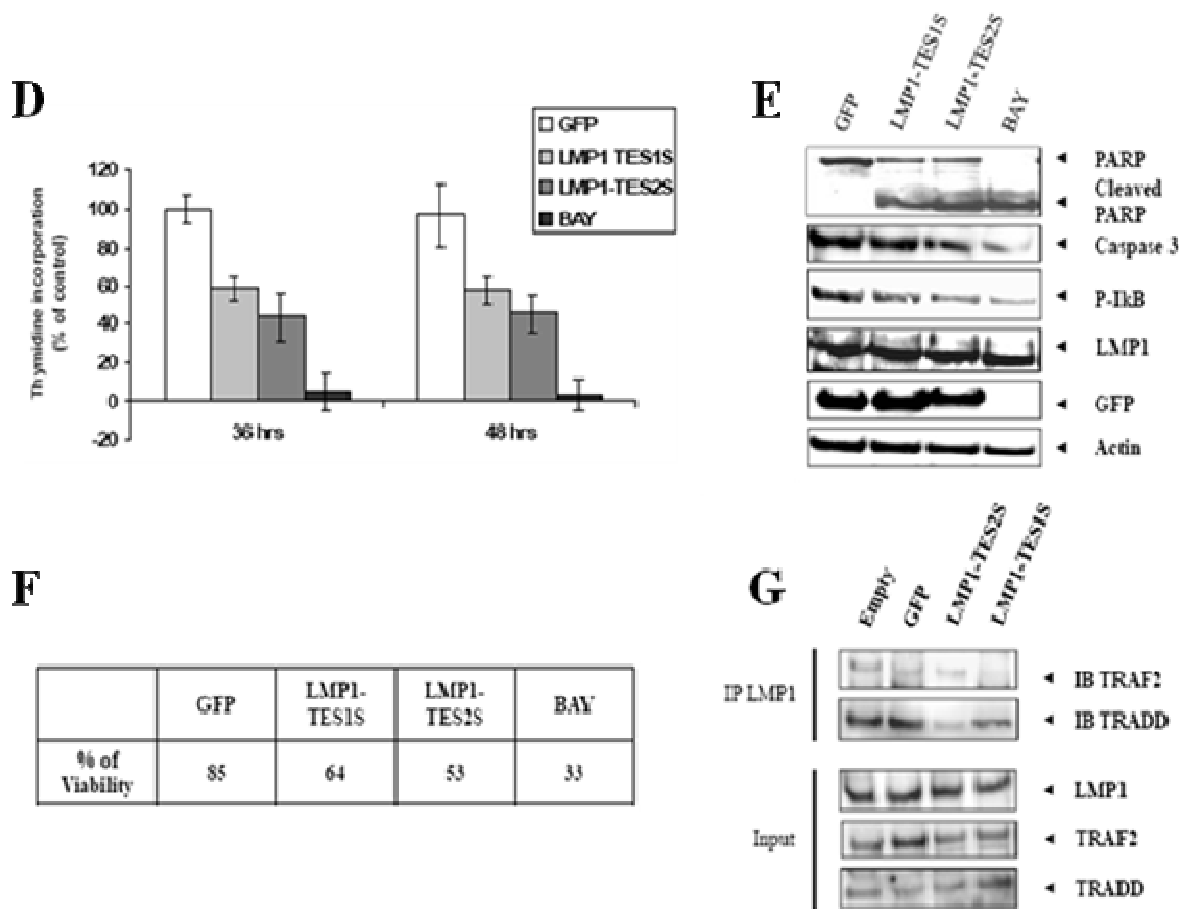 D
GFP
LMP1 TES1S
LMP1-TES2S
BAY
Thymidine incorporation
(% of control)
120
100
80
60
40
20
0
-20
36 hrs
48 hrs
E
GFP
LMP1-TES1S
LMP1-TES2S
BAY
PARP
Cleaved
PARP
Caspase 3
P-IkB
LMP1
GFP
Actin
F
GFP
LMP1-
TES1S
LMP1-
TES2S
BAY
% of
Viability
85
64
53
33
G
Empty
GFP
LMP1-TES2S
LMP1-TES1S
IP LMP1
IB TRAF2
IB TRADD
Input
LMP1
TRAF2
TRADD